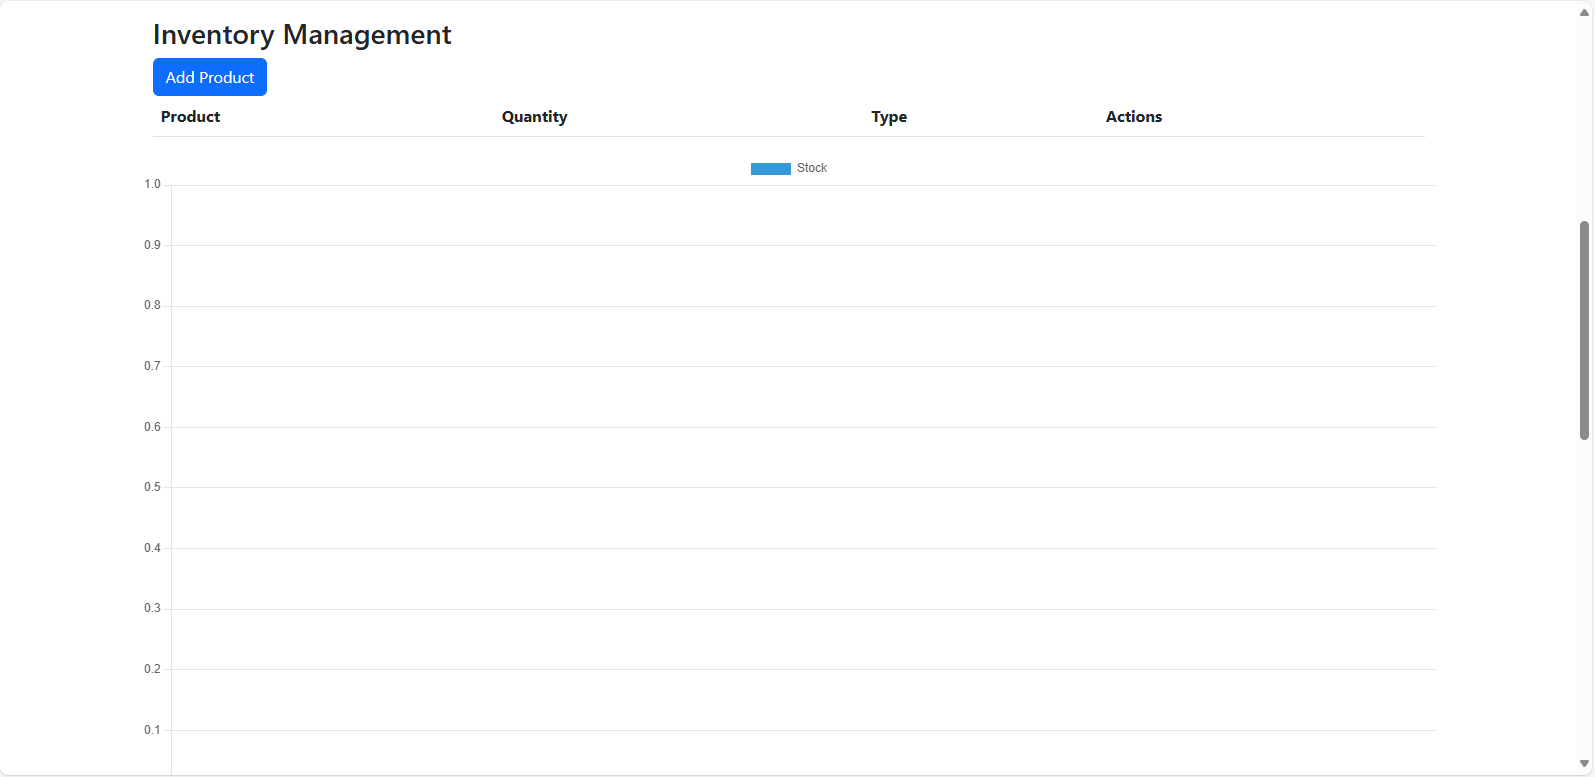 Inventory Management
Add Product
Product Quantity Type Actions
Stock
1.0
0.9
0.8
0.7
0.6
0.5
0.4
0.3
0.2
0.1